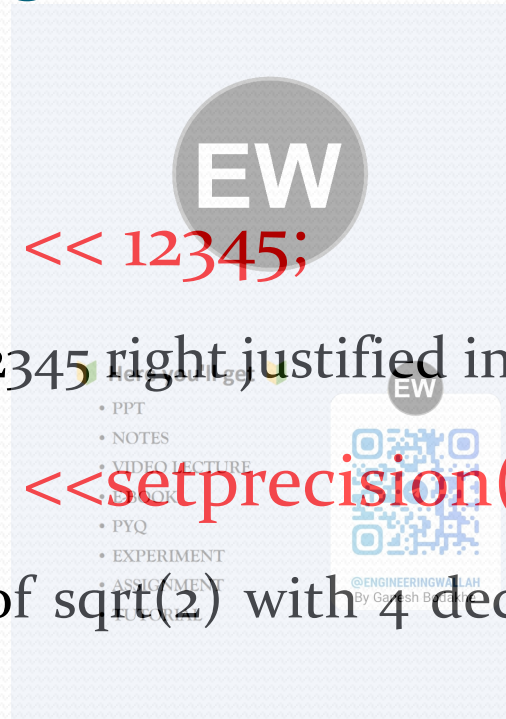 EW
<< 12345;
2345 right justified in
Here you'll get
EW
• PPT
• NOTES
• VIDEO LECTURE
<<setprecision(
• E-BOOK
• PYQ
• EXPERIMENT
• ASSIGNMENT
@ENGINEERINGWALLAH
of sqrt(2) with 4 dec
By Ganesh Bodakhe
• TUTORIAL